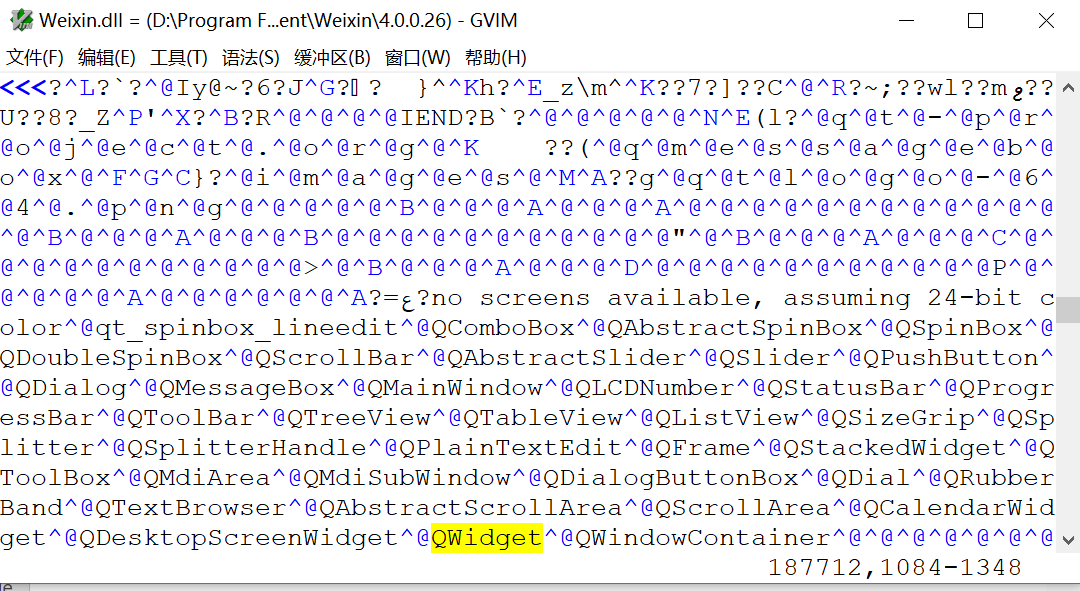 Weixin.dll = (D:\Program F...ent\Weixin\4.0.0.26) - GVIM
文件(F) 编辑(E) 工具(T) 语法(S) 缓冲区(B) 窗口(W) 帮助(H)
<<<?^L?`?^@Iy@~?6?J^G? ? }^^Kh?^E_z\m^^K??7?]??C^@^R?~;??wl??m??
U??8?_Z^P'^X?^B?R^@^@^@^@IEND?B`?^@^@^@^@^@^N^E(l?^@q^@t^@-^@p^@r^
@o^@j^@e^@c^@t^@.^@o^@r^@g^@^K ??(^@q^@m^@e^@s^@s^@a^@g^@e^@b^@
o^@x^@^F^G^C}?^@i^@m^@a^@g^@e^@s^@^M^A??g^@q^@t^@l^@o^@g^@o^@-^@6^
@4^@.^@p^@n^@g^@^@^@^@^@^@^B^@^@^@^A^@^@^@^A^@^@^@^@^@^@^@^@^@^@^@
^@^B^@^@^@^A^@^@^@^B^@^@^@^@^@^@^@^@^@^@^@"^@^B^@^@^@^A^@^@^@^C^@^
@^@^@^@^@^@^@^@^@^@>^@^B^@^@^@^A^@^@^@^D^@^@^@^@^@^@^@^@^@^@^@P^@^
@^@^@^@^A^@^@^@^@^@^@^A?=ع?no screens available, assuming 24-bit c
olor^@qt_spinbox_lineedit^@QComboBox^@QAbstractSpinBox^@QSpinBox^@
QDoubleSpinBox^@QScrollBar^@QAbstractSlider^@QSlider^@QPushButton^
@QDialog^@QMessageBox^@QMainWindow^@QLCDNumber^@QStatusBar^@QProgr
essBar^@QToolBar^@QTreeView^@QTableView^@QListView^@QSizeGrip^@QSp
litter^@QSplitterHandle^@QPlainTextEdit^@QFrame^@QStackedWidget^@Q
ToolBox^@QMdiArea^@QMdiSubWindow^@QDialogButtonBox^@QDial^@QRubber
Band^@QTextBrowser^@QAbstractScrollArea^@QScrollArea^@QCalendarWid
get^@QDesktopScreenWidget^@QWidget^@QWindowContainer^@^@^@^@^@^@^@
187712,1084-1348